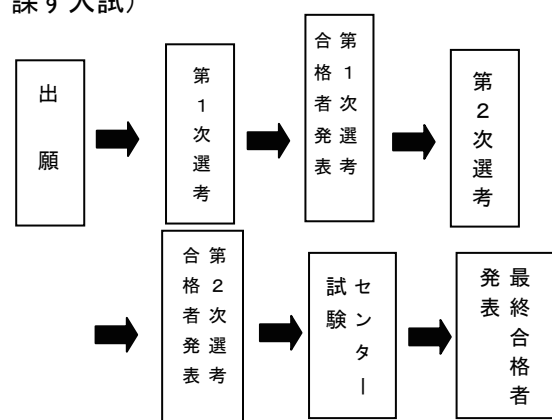 課す入試）
出願
第１次選考
第１次選考
合格者発表
第２次選考
第２次選考
合格者発表
センター
試験
最終合格者
発表